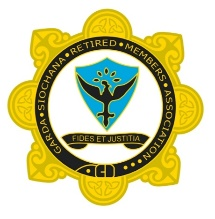 GARDA • SIOCHANA • RETIRED • MEMBERS • ASSOCIATION
FIDES ET JUSTITIA